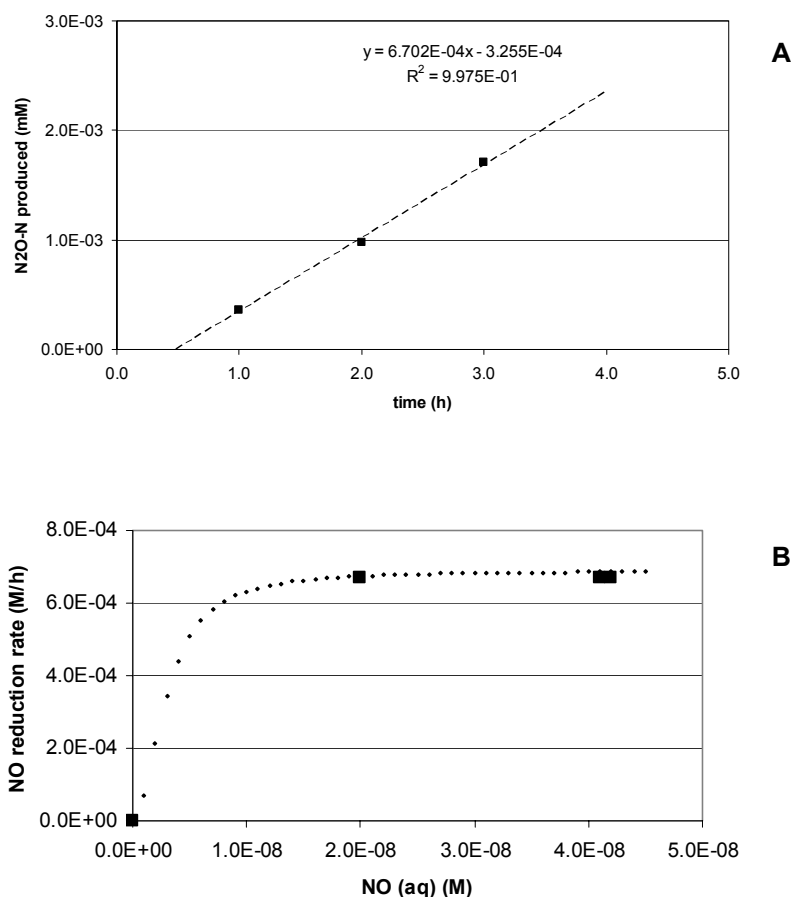 3.0E-03
y = 6.702E-04x - 3.255E-04
R² = 9.975E-01
A
2.0E-03
1.0E-03
0.0E+00
N2O-N produced (mM)
0.0 1.0 2.0 3.0 4.0 5.0
time (h)
8.0E-04
B
6.0E-04
4.0E-04
2.0E-04
0.0E+00
NO reduction rate (M/h)
0.0E+00 1.0E-08 2.0E-08 3.0E-08 4.0E-08 5.0E-08
NO (aq) (M)